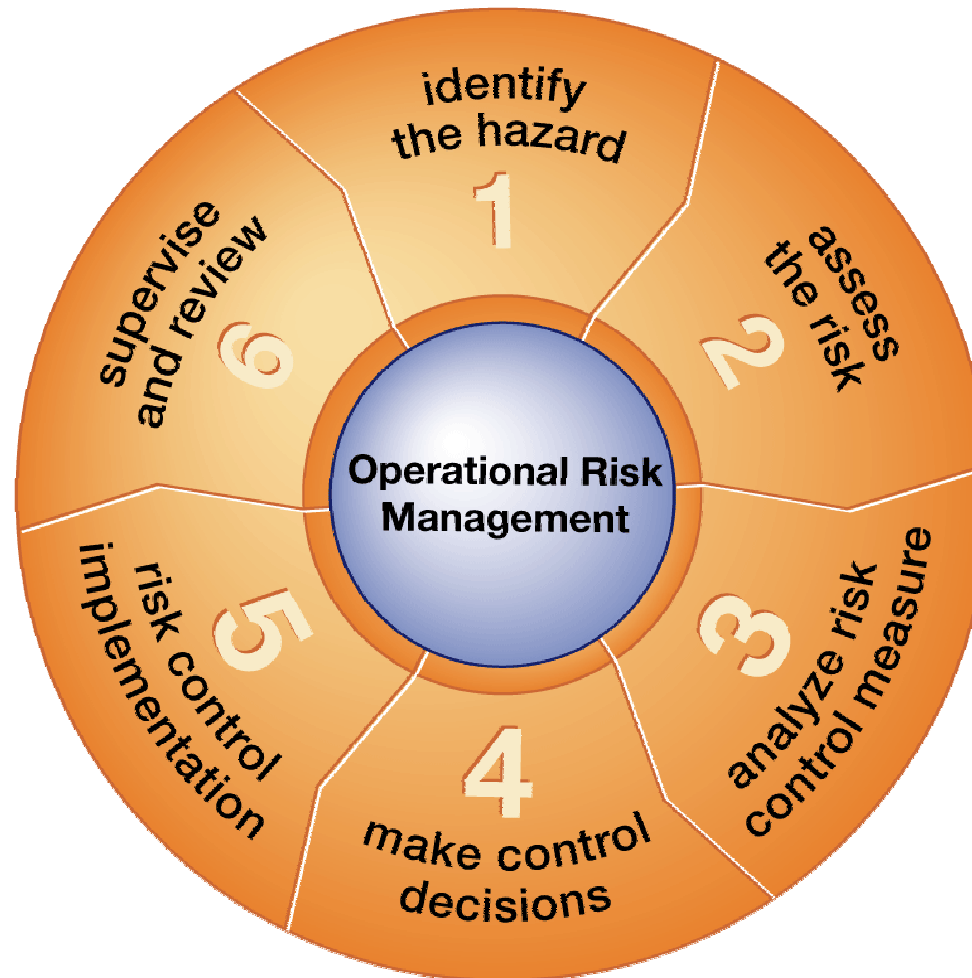 identify
the hazard
1
assess
the risk
2
3
analyze risk
control measure
4
make control
decisions
5
risk control
implementation
supervise
and review
6
Operational Risk
Management